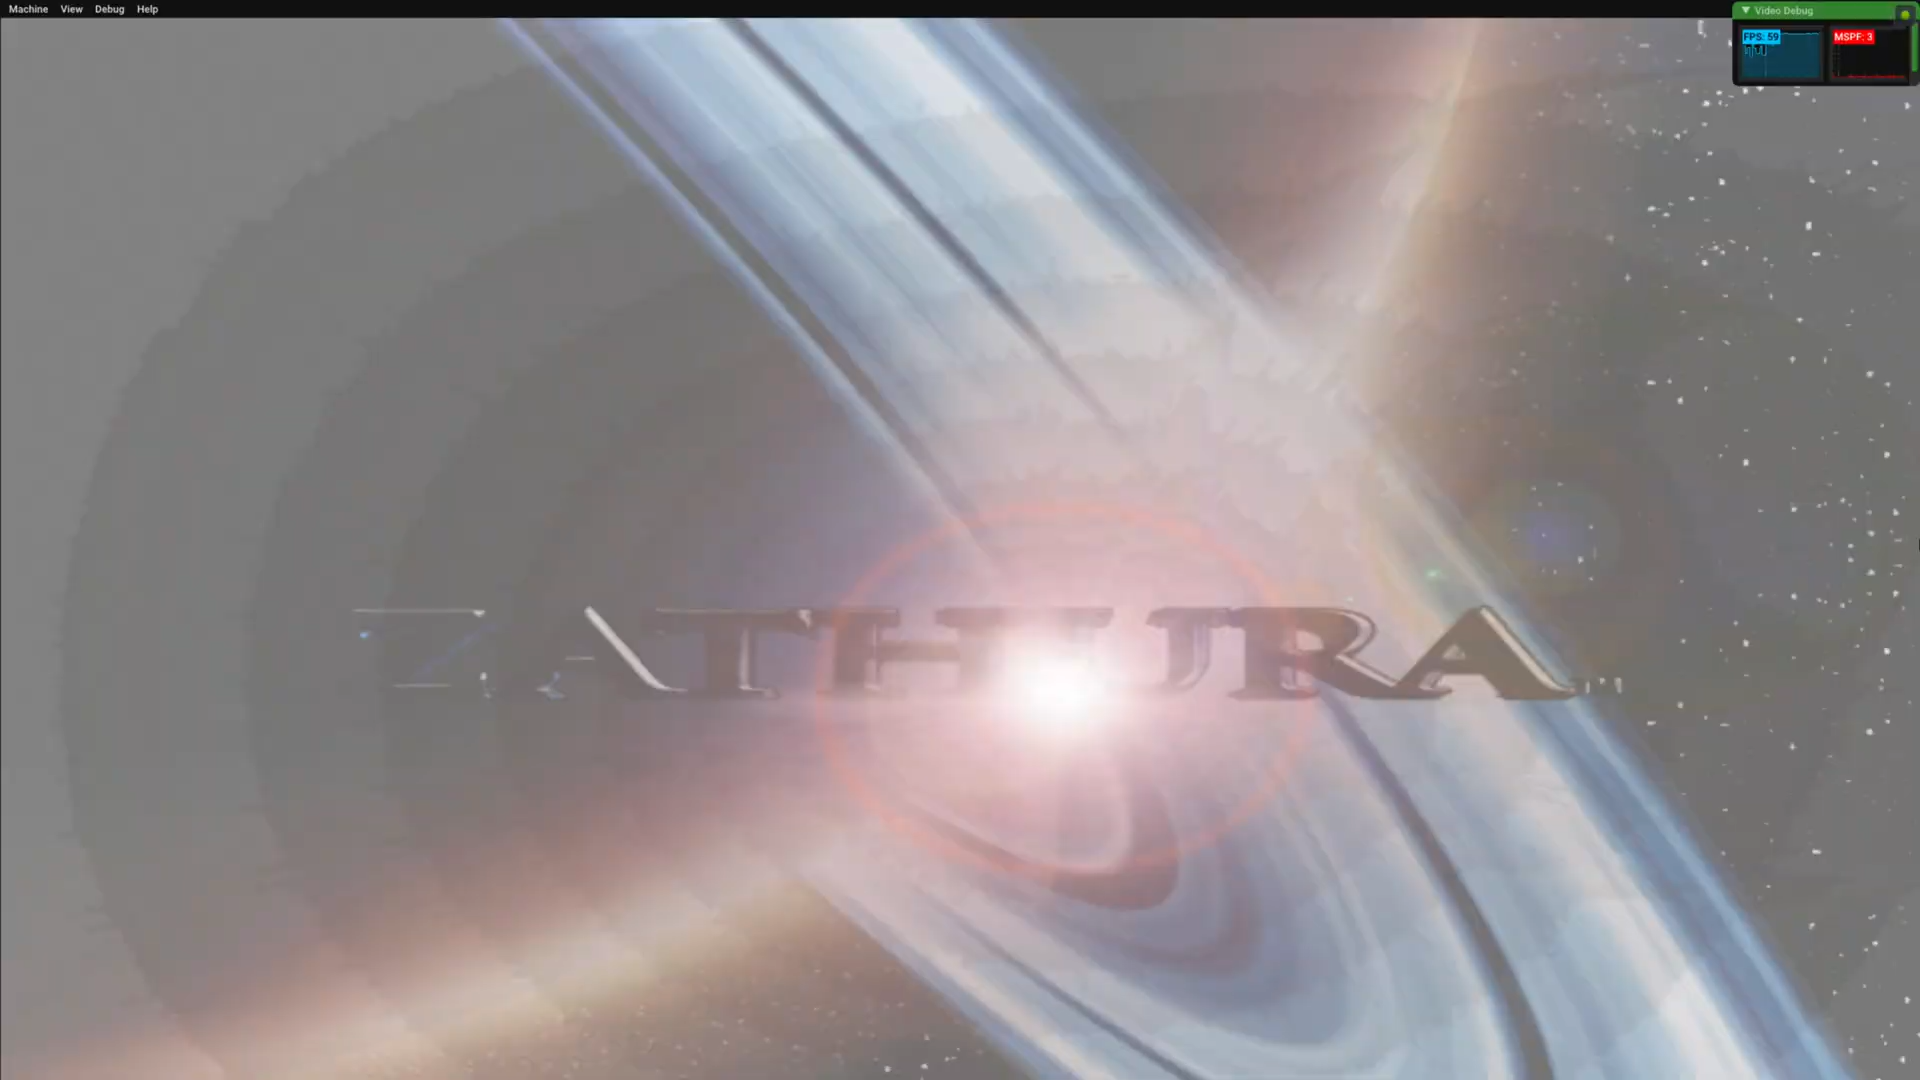 Machine View Debug Help
▼ Video Debug
FPS: 59 MSPF: 3
ZATHURA